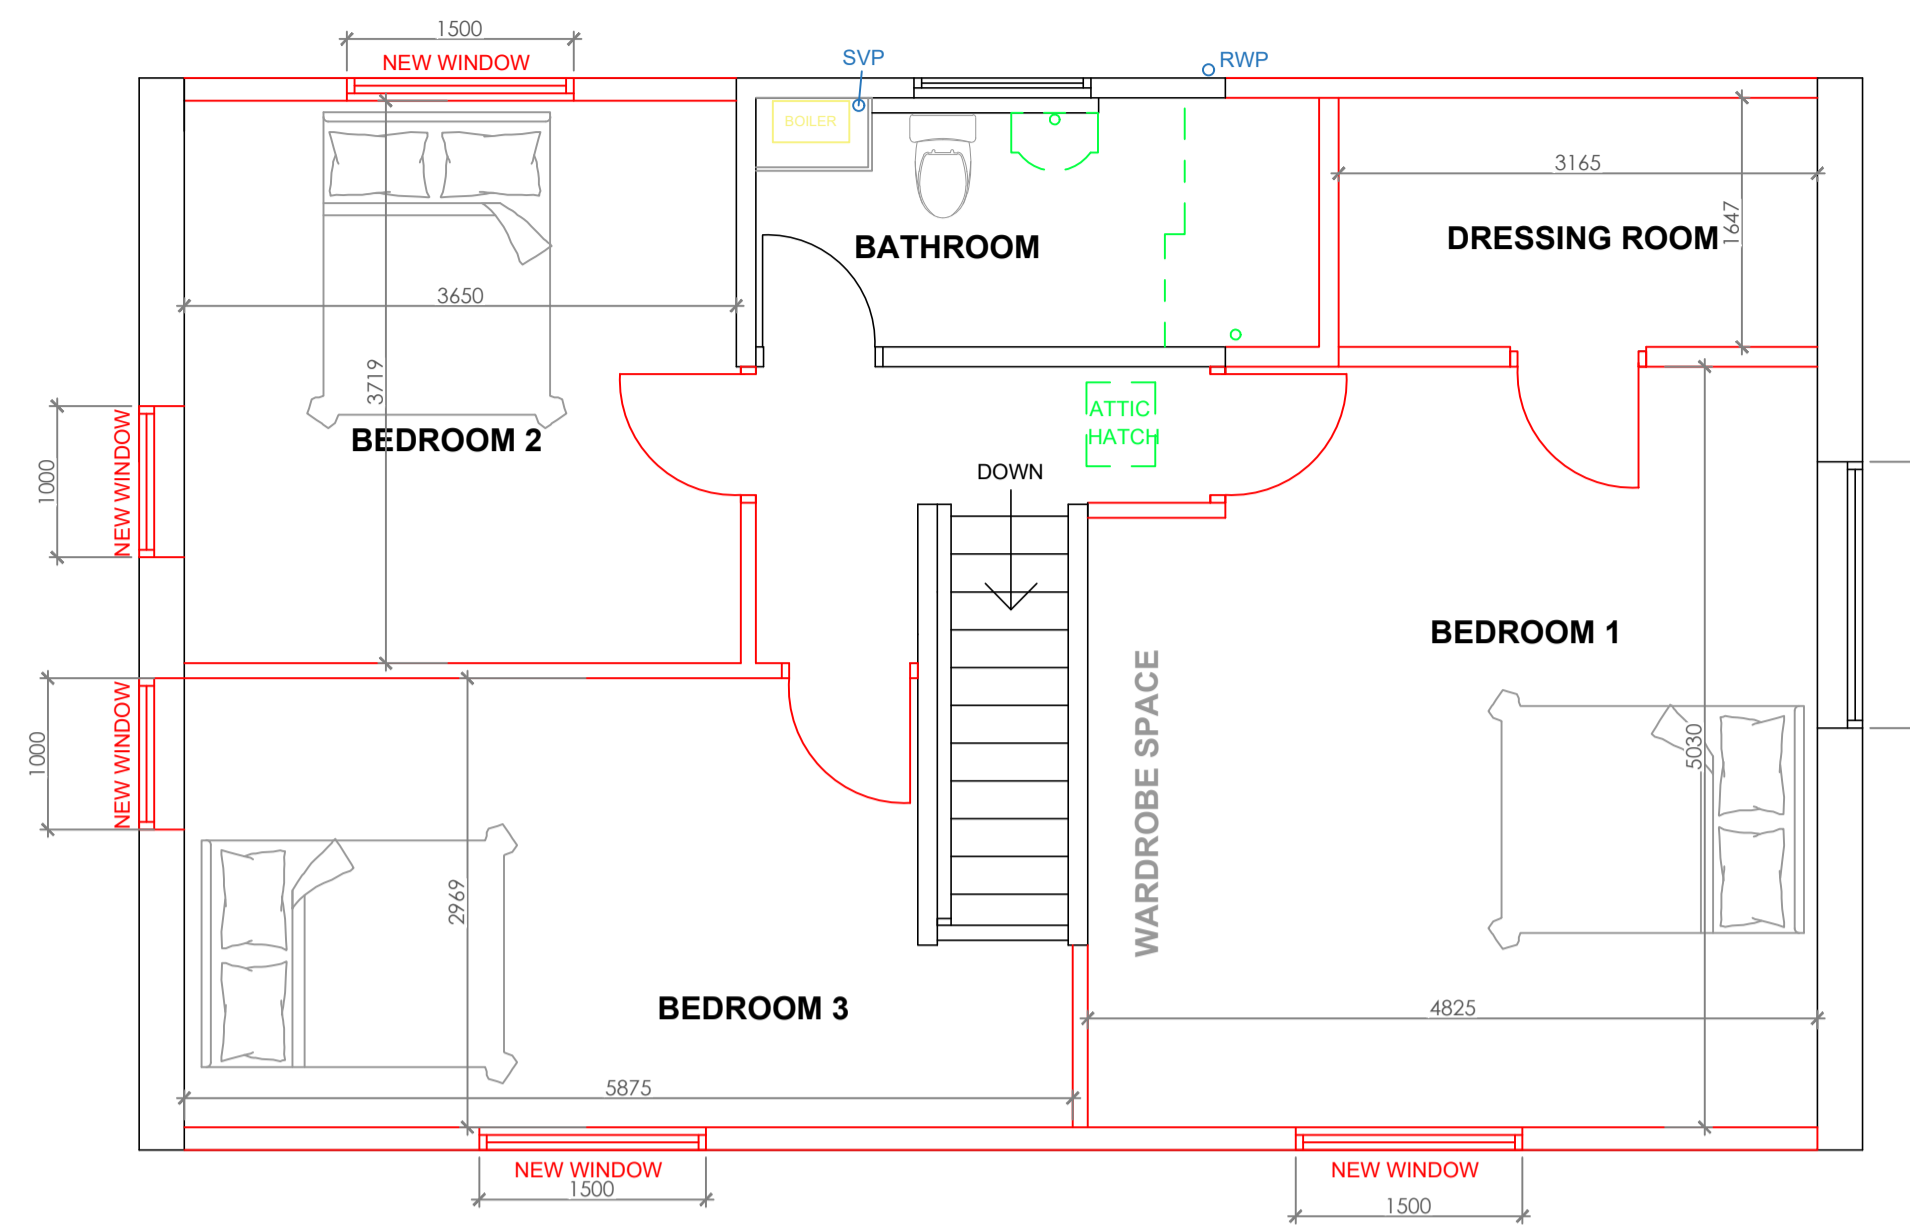 1500
NEW WINDOW
SVP
RWP
BOILER
3165
1647
BATHROOM
DRESSING ROOM
3650
3719
ATTIC
HATCH
BEDROOM 2
NEW WINDOW
1000
DOWN
BEDROOM 1
WARDROBE SPACE
NEW WINDOW
1000
5030
2969
BEDROOM 3
4825
5875
NEW WINDOW
1500
NEW WINDOW
1500